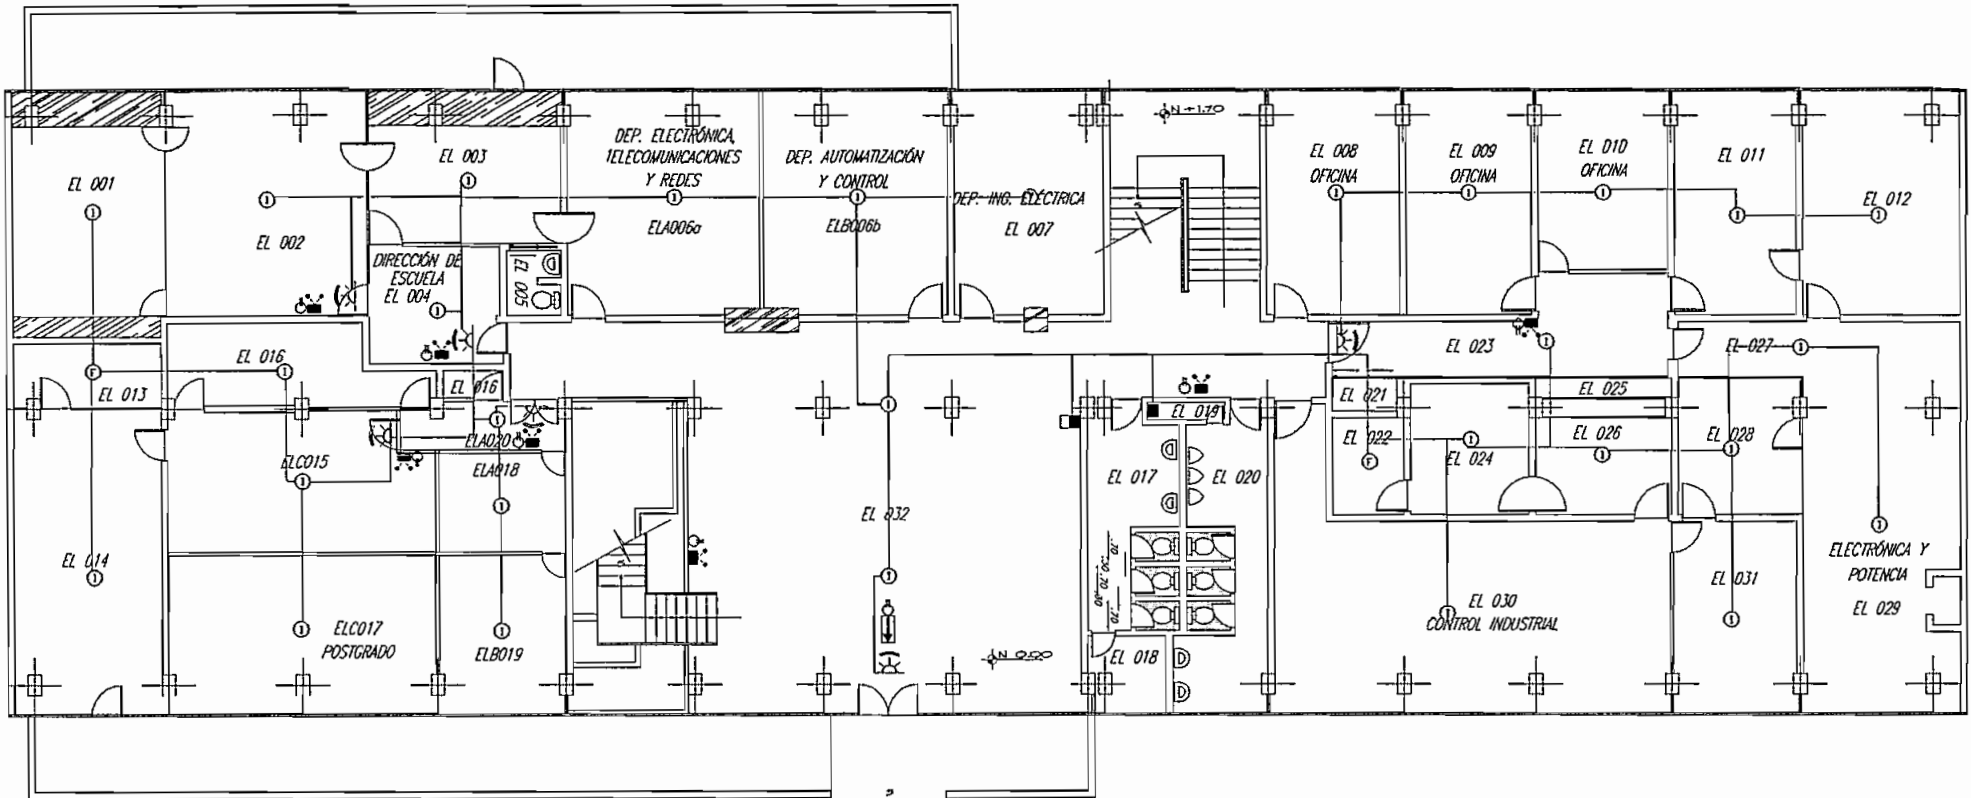 N +1.70
EL 001
EL 002
EL 003
DEP. ELECTRÓNICA,
TELECOMUNICACIONES
Y REDES
ELA006a
DEP. AUTOMATIZACIÓN
Y CONTROL
ELB006b
DEP. ING. ELÉCTRICA
EL 007
EL 008
OFICINA
EL 009
OFICINA
EL 010
OFICINA
EL 011
EL 012
DIRECCIÓN DE
ESCUELA
EL 004
EL 005
EL 016
EL 013
EL 016
ELC015
ELA020
ELA018
EL 014
ELC017
POSTGRADO
ELB019
EL 032
N 0.00
EL 019
EL 017
EL 020
EL 018
EL 021
EL 022
EL 023
EL 024
EL 025
EL 026
EL 027
EL 028
EL 030
CONTROL INDUSTRIAL
EL 031
ELECTRÓNICA Y
POTENCIA
EL 029